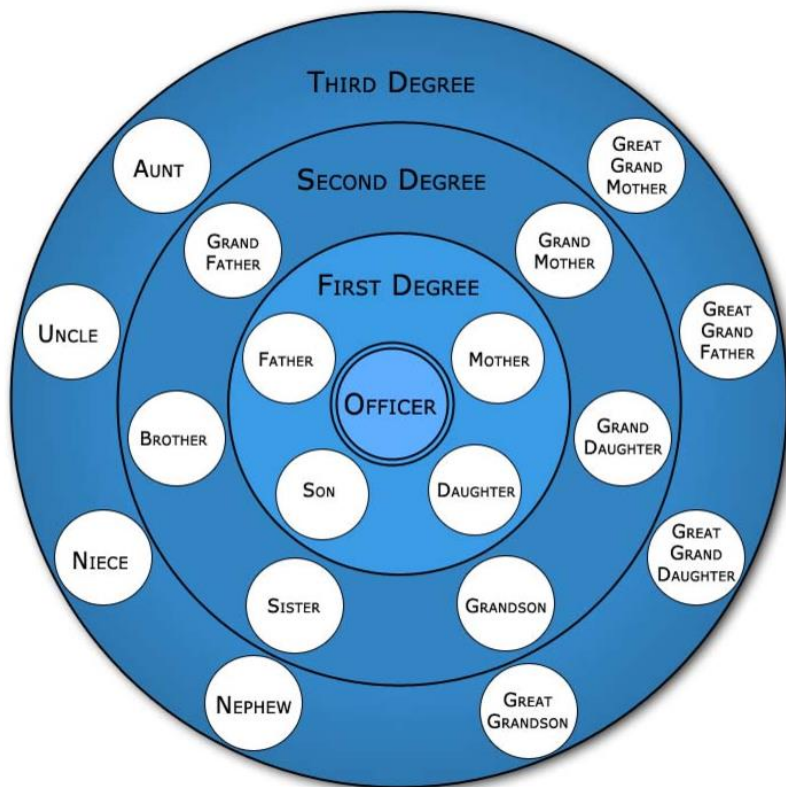 THIRD DEGREE
AUNT
GREAT
GRAND
MOTHER
SECOND DEGREE
GRAND
FATHER
GRAND
MOTHER
FIRST DEGREE
UNCLE
GREAT
GRAND
FATHER
FATHER
MOTHER
OFFICER
BROTHER
GRAND
DAUGHTER
SON
DAUGHTER
NIECE
GREAT
GRAND
DAUGHTER
SISTER
GRANDSON
NEPHEW
GREAT
GRANDSON